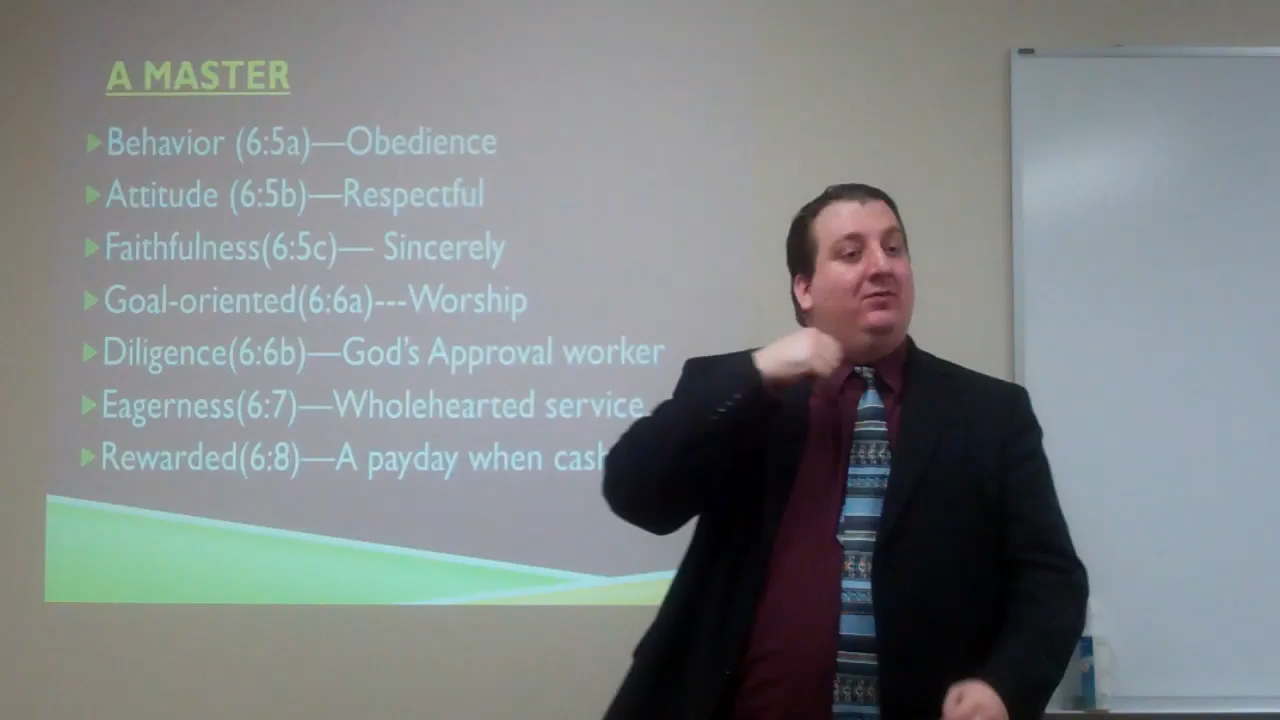 A MASTER
Behavior (6:5a)—Obedience
Attitude (6:5b)—Respectful
Faithfulness(6:5c)— Sincerely
Goal-oriented(6:6a)---Worship
Diligence(6:6b)—God's Approval worker
Eagerness(6:7)—Wholehearted service
Rewarded(6:8)—A payday when cash